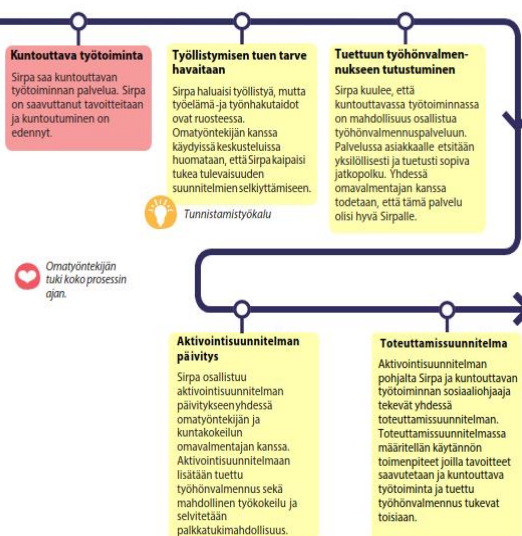 Kuntouttava työtoiminta
Sirpa saa kuntouttavan
työtoiminnan palvelua. Sirpa
on saavuttanut tavoitteitaan
ja kuntoutuminen on
edennyt.
Työllistymisen tuen tarve
havaitaan
Sirpa haluaisi työllistyä, mutta
työelämä -ja työnhakutaidot
ovat ruosteessa.
Omatyöntekijän kanssa
käydyissä keskusteluissa
huomataan, että Sirpa kaipaisi
tukea tulevaisuuden
suunnitelmien selkiyttämiseen.
Tunnistamistyökalu
Tuettuun työhönvalmen-
nukseen tutustuminen
Sirpa kuulee, että
kuntouttavassa työtoiminnassa
on mahdollisuus osallistua
työhönvalmennuspalveluun.
Palvelussa asiakkaalle etsitään
yksilöllisesti ja tuetusti sopiva
jatkopolku. Yhdessä
omavalmentajan kanssa
todetaan, että tämä palvelu
olisi hyvä Sirpalle.
Omatyöntekijän
tuki koko prosessin
ajan.
Aktivointisuunnitelman
päivitys
Sirpa osallistuu
aktivointisuunnitelman
päivitykseen yhdessä
omatyöntekijän ja
kuntakokeilun
omavalmentajan kanssa.
Aktivointisuunnitelmaan
lisätään tuettu
työhönvalmennus sekä
mahdollinen työkokeilu ja
selvitetään
palkkatukimahdollisuus.
Toteuttamissuunnitelma
Aktivointisuunnitelman
pohjalta Sirpa ja kuntouttavan
työtoiminnan sosiaaliohjaaja
tekevät yhdessä
toteuttamissuunnitelman.
Toteuttamissuunnitelmassa
määritellään käytännön
toimenpiteet joilla tavoitteet
saavutetaan ja kuntouttava
työtoiminta ja tuettu
työhönvalmennus tukevat
toisiaan.